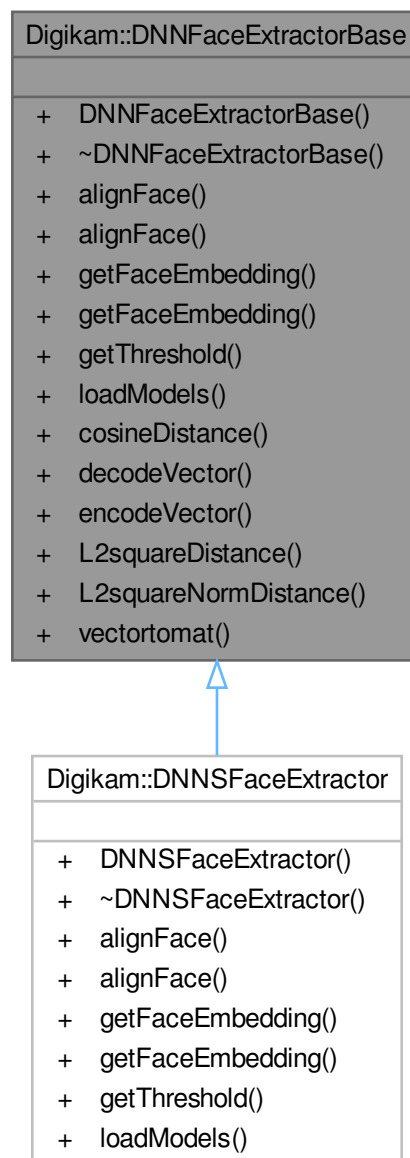 Digikam::DNNFaceExtractorBase
+ DNNFaceExtractorBase()
+ ~DNNFaceExtractorBase()
+ alignFace()
+ alignFace()
+ getFaceEmbedding()
+ getFaceEmbedding()
+ getThreshold()
+ loadModels()
+ cosineDistance()
+ decodeVector()
+ encodeVector()
+ L2squareDistance()
+ L2squareNormDistance()
+ vectortomat()
Digikam::DNNSFaceExtractor
+ DNNSFaceExtractor()
+ ~DNNSFaceExtractor()
+ alignFace()
+ alignFace()
+ getFaceEmbedding()
+ getFaceEmbedding()
+ getThreshold()
+ loadModels()